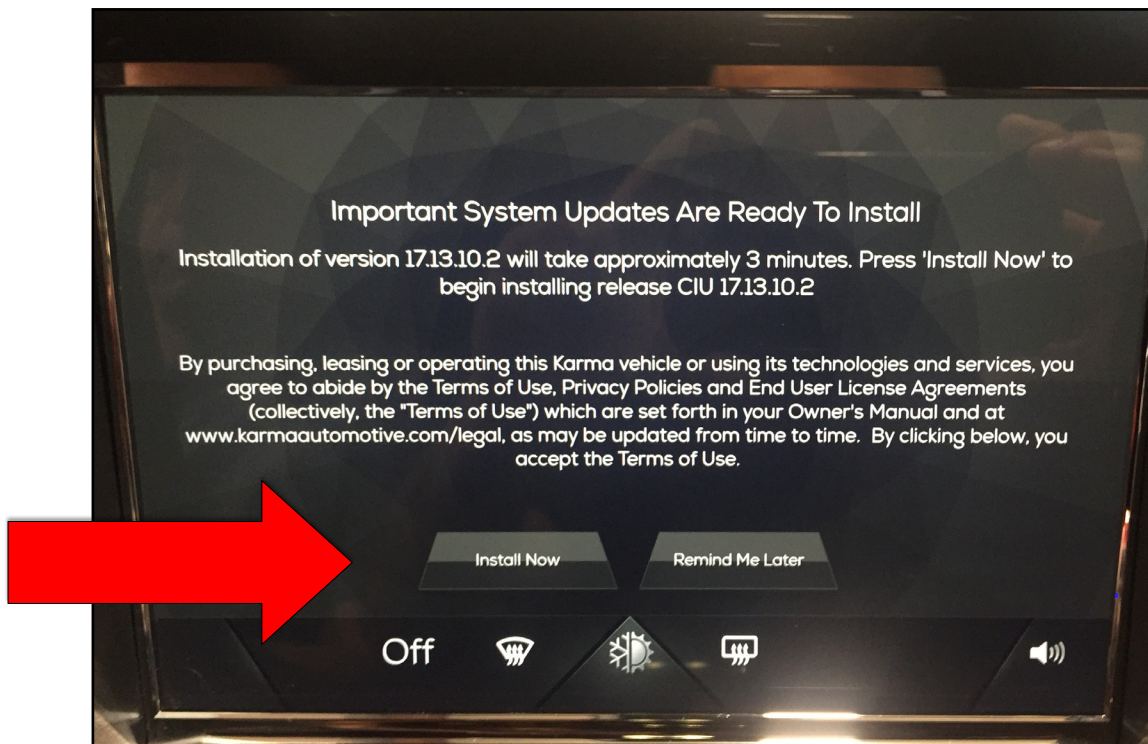 Important System Updates Are Ready To Install
Installation of version 17.13.10.2 will take approximately 3 minutes. Press 'Install Now' to
begin installing release CIU 17.13.10.2
By purchasing, leasing or operating this Karma vehicle or using its technologies and services, you
agree to abide by the Terms of Use, Privacy Policies and End User License Agreements
(collectively, the "Terms of Use") which are set forth in your Owner's Manual and at
www.karmaautomotive.com/legal, as may be updated from time to time. By clicking below, you
accept the Terms of Use.
Install Now Remind Me Later
Off